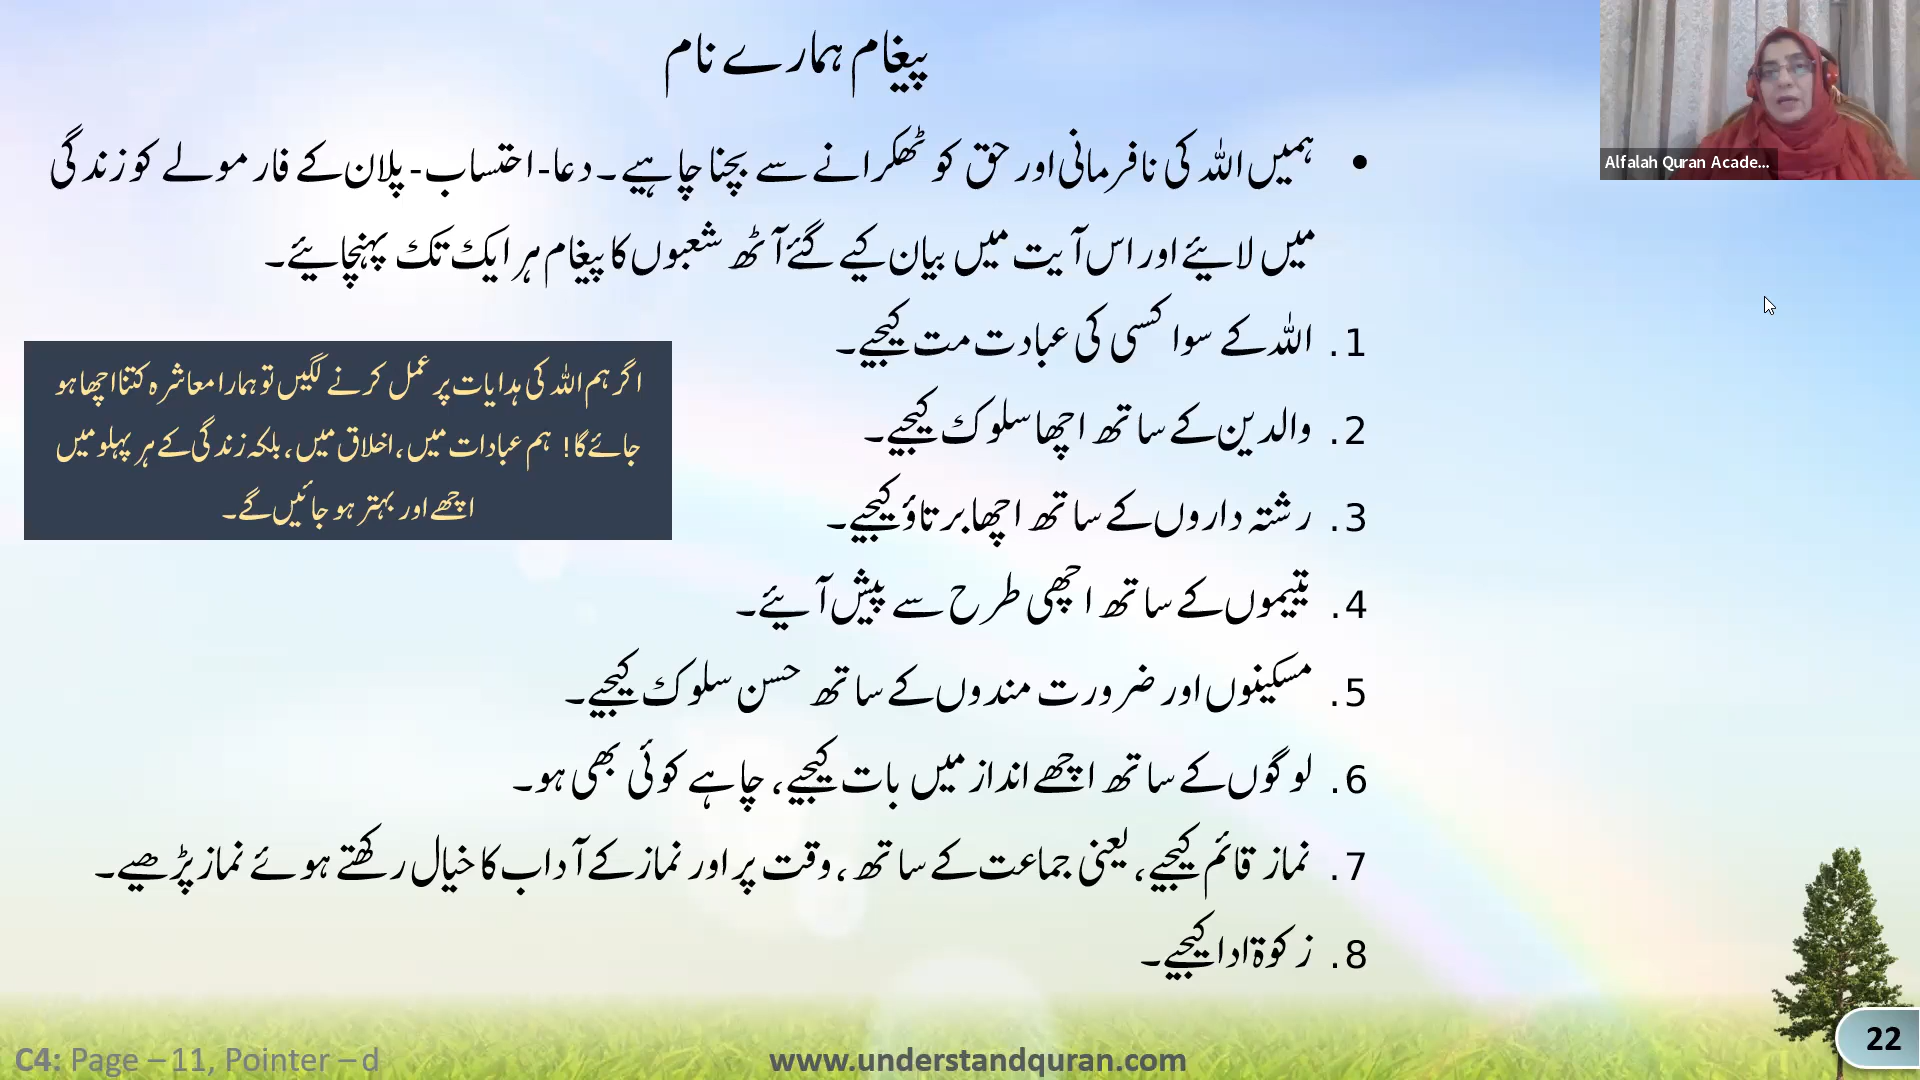 پیغام ہمارے نام
Alfalah Quran Acade...
• ہمیں اللہ کی نافرمانی اور حق کو ٹھکرانے سے بچنا چاہیے۔ دعا-احتساب-پلان کے فارمولے کو زندگی
میں لائیے اور اس آیت میں بیان کیے گئے آٹھ شعبوں کا پیغام ہر ایک تک پہنچائیے۔
1. اللہ کے سوا کسی کی عبادت مت کیجیے۔
2. والدین کے ساتھ اچھا سلوک کیجیے۔
3. رشتہ داروں کے ساتھ اچھا برتاؤ کیجیے۔
4. یتیموں کے ساتھ اچھی طرح سے پیش آیئے۔
5. مسکینوں اور ضرورت مندوں کے ساتھ حسن سلوک کیجیے۔
6. لوگوں کے ساتھ اچھے انداز میں بات کیجیے، چاہے کوئی بھی ہو۔
7. نماز قائم کیجیے، یعنی جماعت کے ساتھ، وقت پر اور نماز کے آداب کا خیال رکھتے ہوئے نماز پڑھیے۔
8. زکوۃ ادا کیجیے۔
اگر ہم اللہ کی ہدایات پر عمل کرنے لگیں تو ہمارا معاشرہ کتنا اچھا ہو
جائے گا! ہم عبادات میں، اخلاق میں، بلکہ زندگی کے ہر پہلو میں
اچھے اور بہتر ہو جائیں گے۔
C4: Page – 11, Pointer – d
www.understandquran.com
22